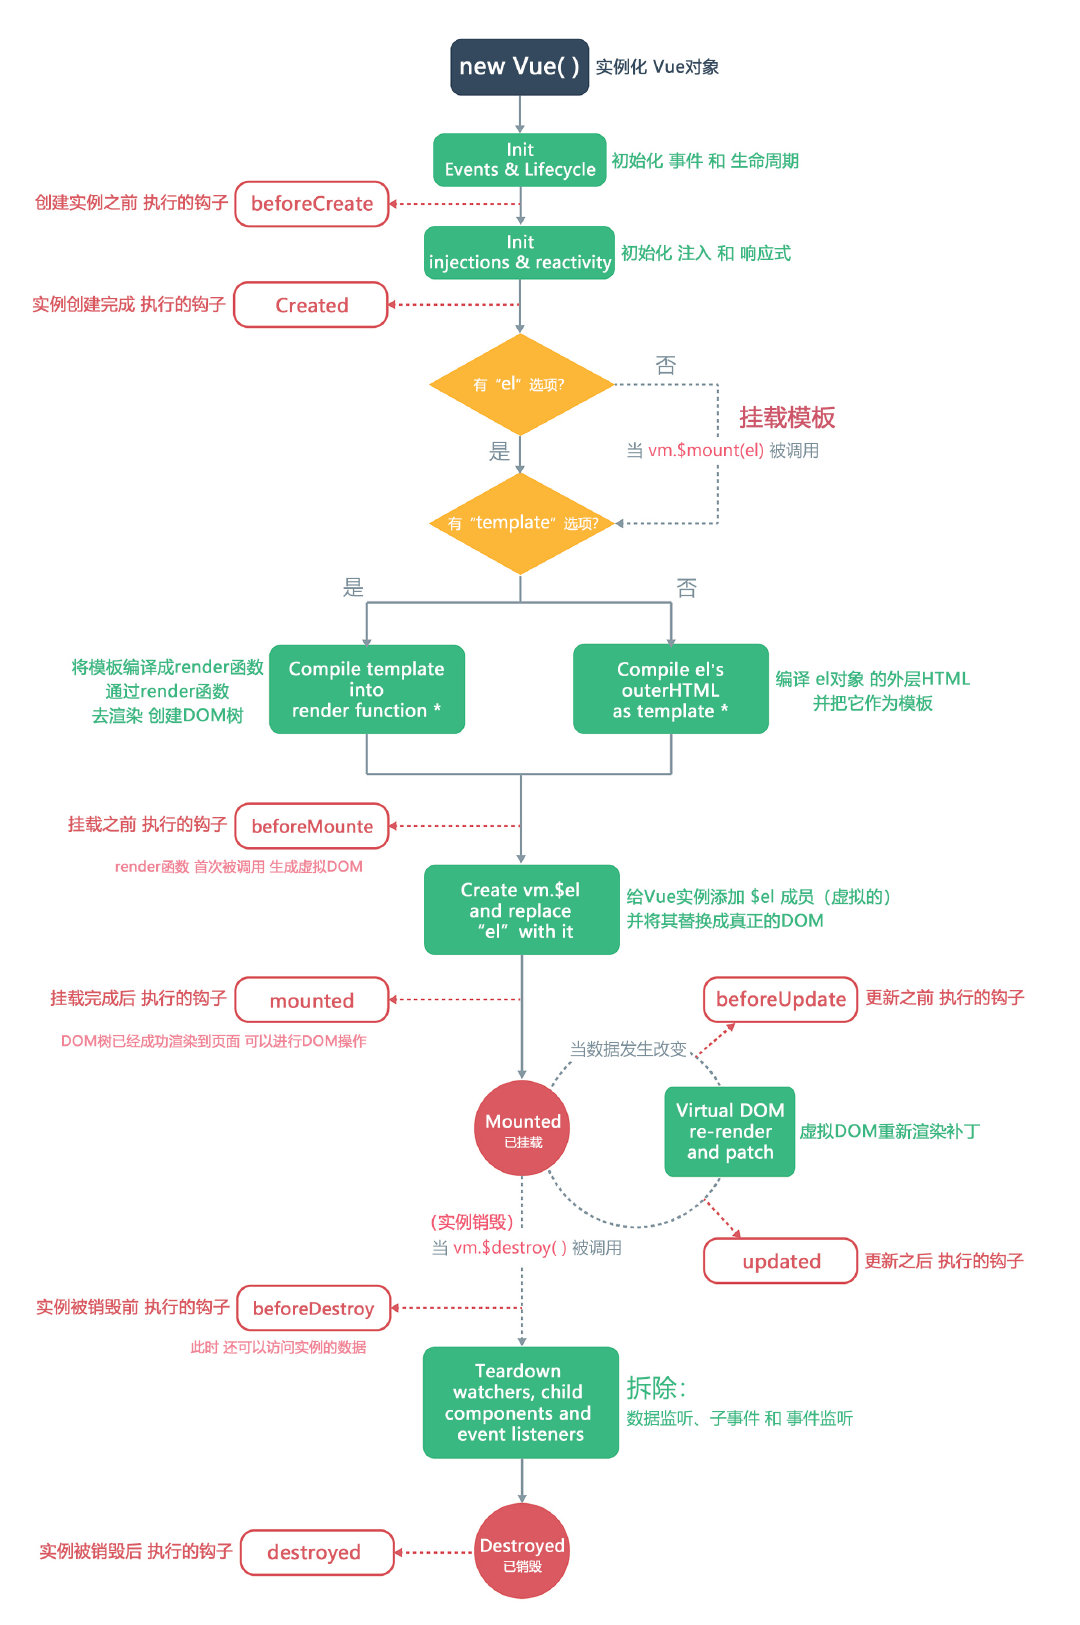 new Vue( )
实例化 Vue对象
Init
Events & Lifecycle
初始化 事件 和 生命周期
创建实例之前 执行的钩子
beforeCreate
Init
injections & reactivity
初始化 注入 和 响应式
实例创建完成 执行的钩子
Created
有 “el” 选项?
否
挂载模板
当 vm.$mount(el) 被调用
是
有 “template” 选项?
是
否
将模板编译成render函数
通过render函数
去渲染 创建DOM树
Compile template
into
render function *
Compile el's
outerHTML
as template *
编译 el对象 的外层HTML
并把它作为模板
挂载之前 执行的钩子
beforeMounte
render函数 首次被调用 生成虚拟DOM
Create vm.$el
and replace
“el” with it
给Vue实例添加 $el 成员（虚拟的）
并将其替换成真正的DOM
挂载完成后 执行的钩子
mounted
DOM树已经成功渲染到页面 可以进行DOM操作
beforeUpdate
更新之前 执行的钩子
当数据发生改变
Mounted
已挂载
Virtual DOM
re-render
and patch
虚拟DOM重新渲染补丁
(实例销毁)
当 vm.$destroy( ) 被调用
updated
更新之后 执行的钩子
实例被销毁前 执行的钩子
beforeDestroy
此时 还可以访问实例的数据
Teardown
watchers, child
components and
event listeners
拆除：
数据监听、子事件 和 事件监听
实例被销毁后 执行的钩子
destroyed
Destroyed
已销毁